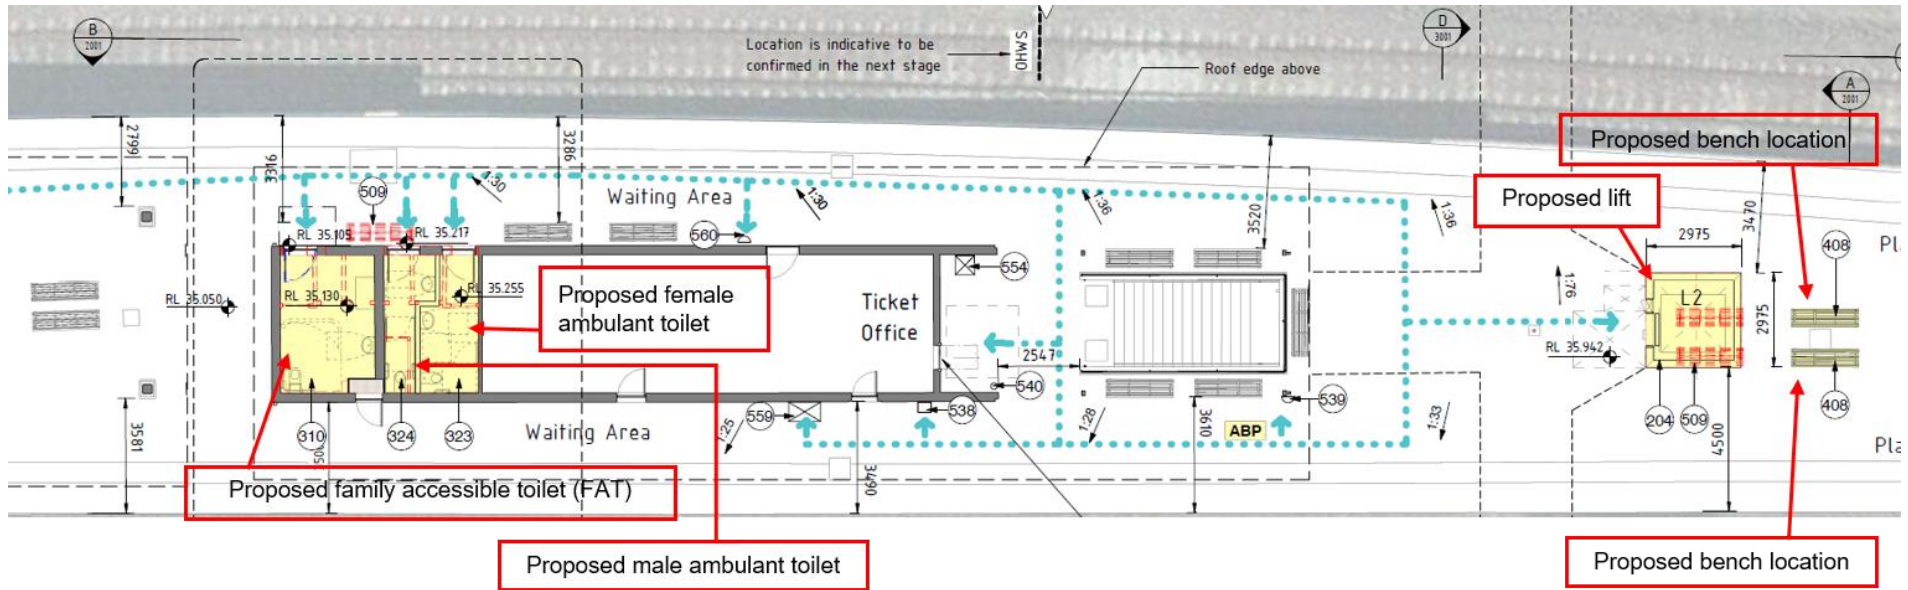 B
2001
Location is indicative to be
confirmed in the next stage
SWHO
D
3001
Roof edge above
A
2001
Proposed bench location
2799
3316
3286
509
1:30
Waiting Area
1:30
1:36
3520
1:36
Proposed lift
3470
2975
408
Pla
RL 35.105
RL 35.217
560
554
RL 35.050
RL 35.130
RL 35.255
Proposed female
ambulant toilet
Ticket
Office
2547
1:76
L2
2975
RL 35.942
540
539
408
310
324
323
559
538
1:25
Waiting Area
1:28
3610
ABP
1:33
204
509
4500
Pla
3581
3490
Proposed family accessible toilet (FAT)
Proposed male ambulant toilet
Proposed bench location